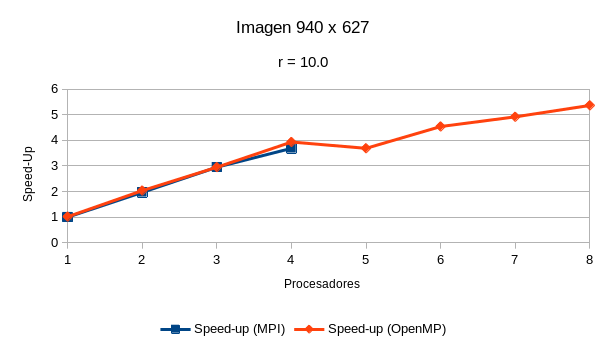 Imagen 940 x 627
r = 10.0
6
5
4
3
2
1
0
Speed-Up
1 2 3 4 5 6 7 8
Procesadores
Speed-up (MPI) Speed-up (OpenMP)